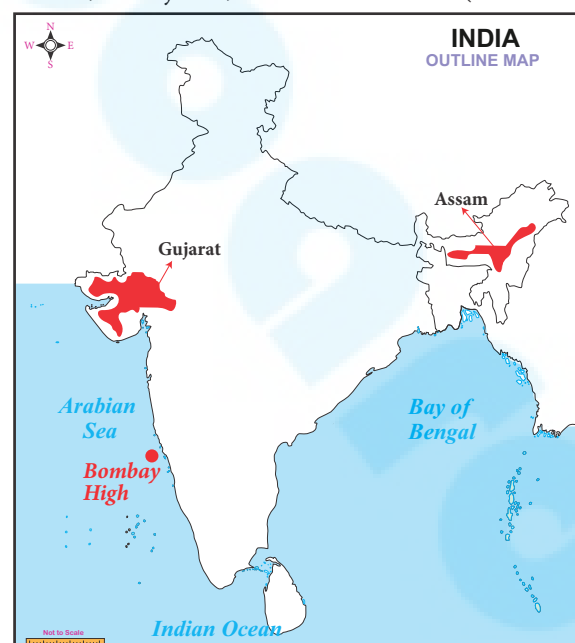 N
W E
S
INDIA
OUTLINE MAP
Assam
Gujarat
Arabian
Sea
Bay of
Bengal
Bombay
High
Not to Scale
Indian Ocean